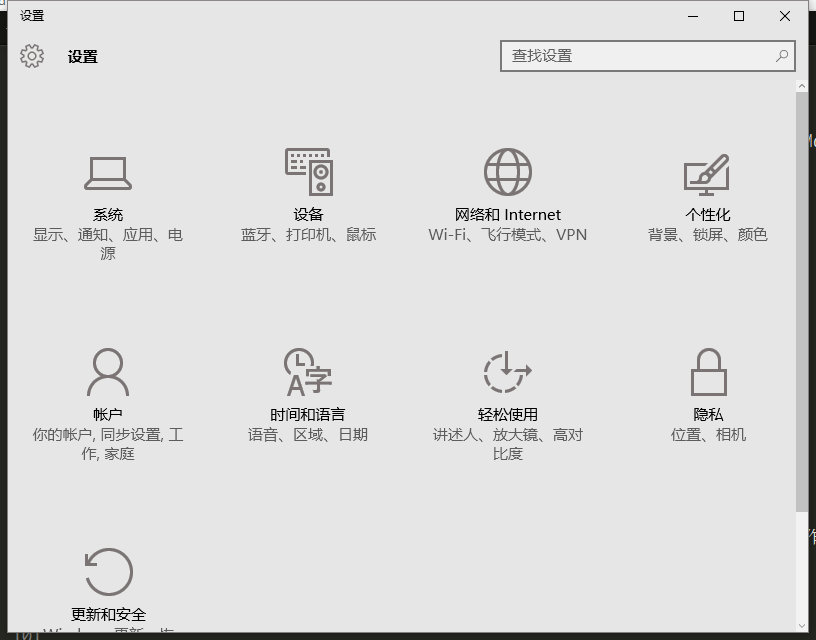 设置
设置
查找设置
系统
显示、通知、应用、电
源
设备
蓝牙、打印机、鼠标
网络和 Internet
Wi-Fi、飞行模式、VPN
个性化
背景、锁屏、颜色
帐户
你的帐户, 同步设置, 工
作, 家庭
时间和语言
语音、区域、日期
轻松使用
讲述人、放大镜、高对
比度
隐私
位置、相机
更新和安全
Windows 更新、恢